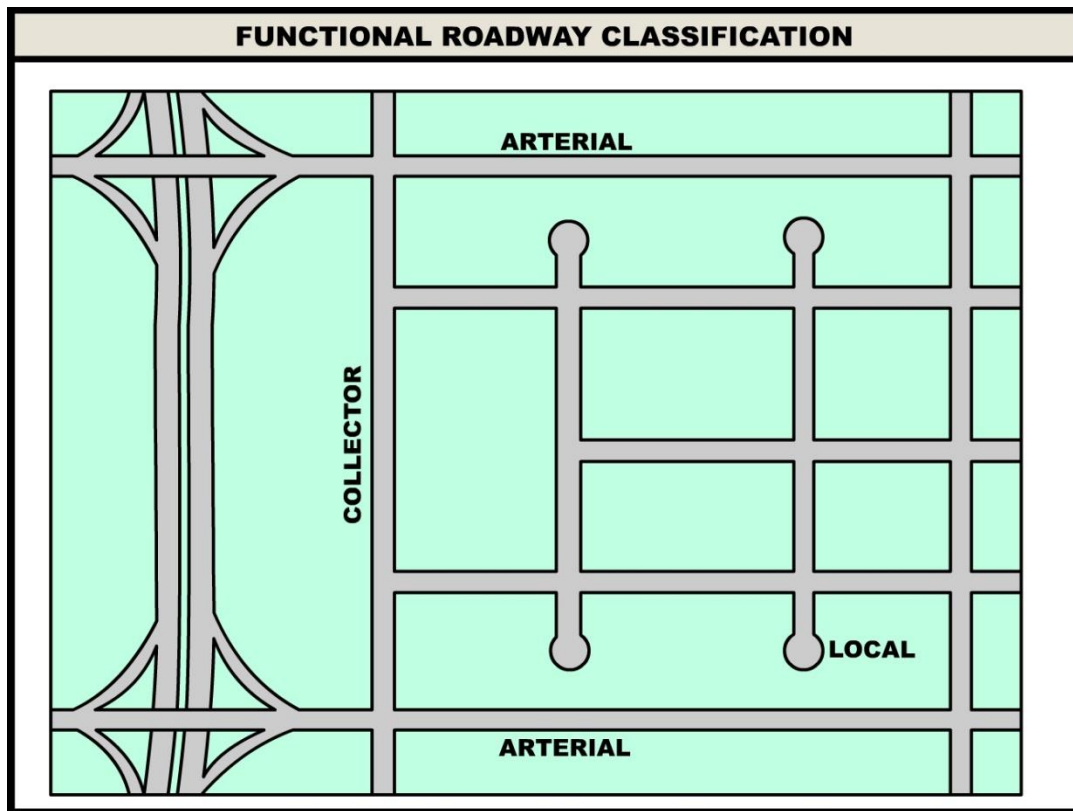 FUNCTIONAL ROADWAY CLASSIFICATION
ARTERIAL
COLLECTOR
LOCAL
ARTERIAL